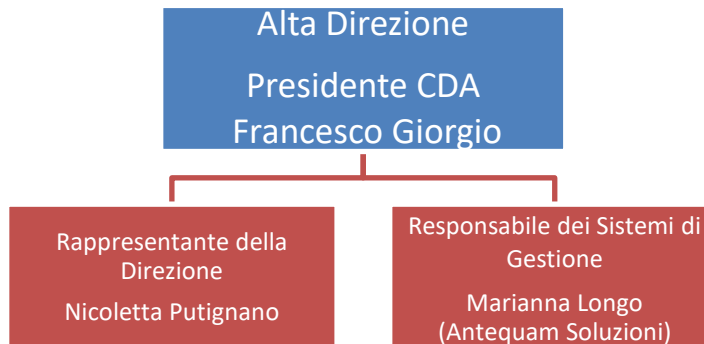 Alta Direzione
Presidente CDA
Francesco Giorgio
Rappresentante della
Direzione
Nicoletta Putignano
Responsabile dei Sistemi di
Gestione
Marianna Longo
(Antequam Soluzioni)